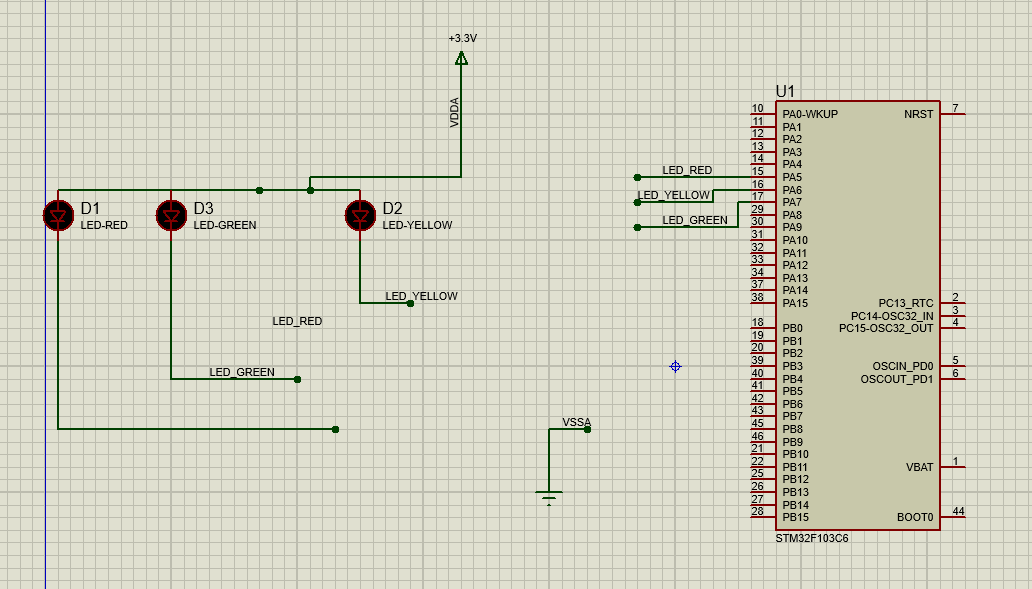 +3.3V
VDDA
D1
LED-RED
D3
LED-GREEN
D2
LED-YELLOW
LED_YELLOW
LED_RED
LED_GREEN
VSSA
LED_RED
LED_YELLOW
LED_GREEN
U1
10 PA0-WKUP NRST 7
11 PA1
12 PA2
13 PA3
14 PA4
15 PA5
16 PA6
17 PA7
29 PA8
30 PA9
31 PA10
32 PA11
33 PA12
34 PA13
37 PA14
38 PA15 PC13_RTC 2
PC14-OSC32_IN 3
18 PB0 PC15-OSC32_OUT 4
19 PB1
20 PB2
39 PB3 OSCIN_PD0 5
40 PB4 OSCOUT_PD1 6
41 PB5
42 PB6
43 PB7
45 PB8
46 PB9
21 PB10
22 PB11 VBAT 1
25 PB12
26 PB13
27 PB14
28 PB15 BOOT0 44
STM32F103C6